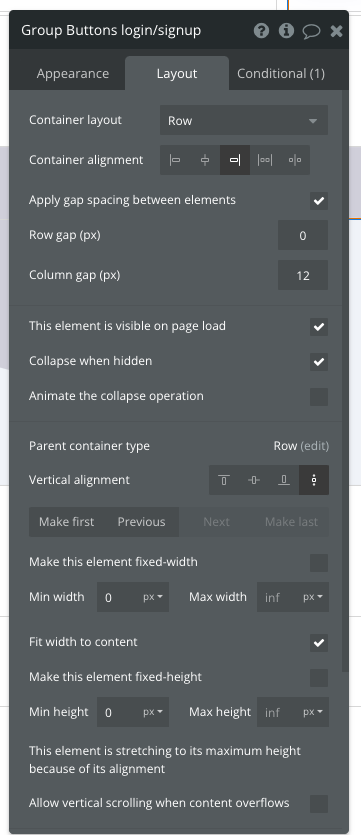 Group Buttons login/signup
Appearance Layout Conditional (1)
Container layout Row
Container alignment
Apply gap spacing between elements
Row gap (px) 0
Column gap (px) 12
This element is visible on page load
Collapse when hidden
Animate the collapse operation
Parent container type Row (edit)
Vertical alignment
Make first Previous Next Make last
Make this element fixed-width
Min width 0 px Max width inf px
Fit width to content
Make this element fixed-height
Min height 0 px Max height inf px
This element is stretching to its maximum height
because of its alignment
Allow vertical scrolling when content overflows